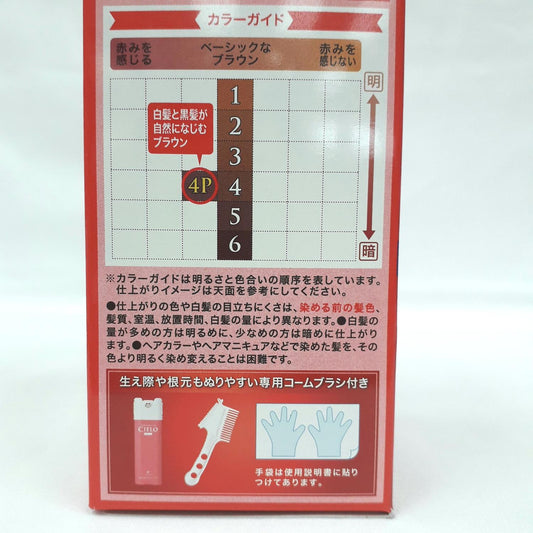 カラーガイド
赤みを
感じる
ベーシックな
ブラウン
赤みを
感じない
明
1
白髪と黒髪が
自然になじむ
ブラウン
2
3
4P
4
5
6
暗
※カラーガイドは明るさと色合いの順序を表しています。
仕上がりイメージは天面を参考にしてください。
●仕上がりの色や白髪の目立ちにくさは、染める前の髪色、
髪質、室温、放置時間、白髪の量により異なります。●白髪の
量が多めの方は明るめに、少なめの方は暗めに仕上がり
ます。●ヘアカラーやヘアマニキュアなどで染めた髪を、その
色より明るく染め変えることは困難です。
生え際や根元もぬりやすい専用コームブラシ付き
CIELO
手袋は使用説明書に貼り
つけてあります。